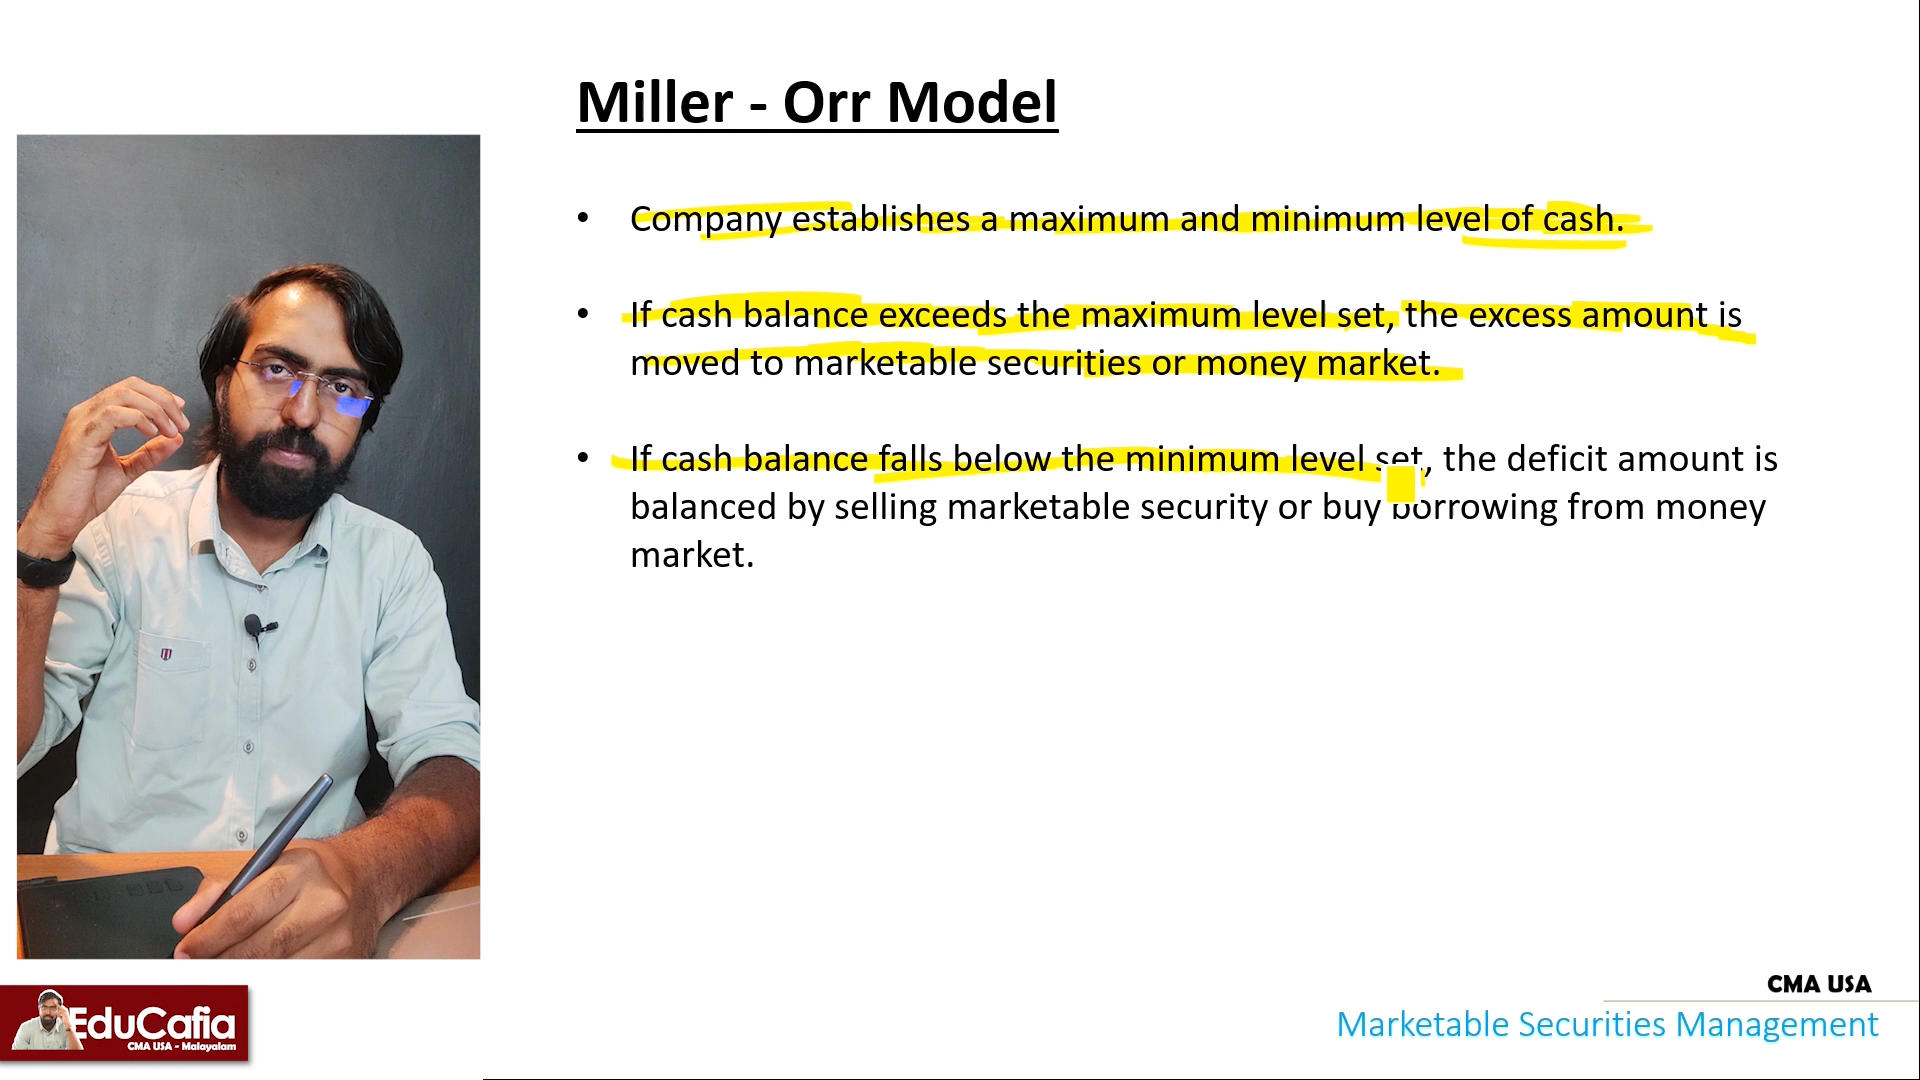 Miller - Orr Model
• Company establishes a maximum and minimum level of cash.
• If cash balance exceeds the maximum level set, the excess amount is
moved to marketable securities or money market.
• If cash balance falls below the minimum level set, the deficit amount is
balanced by selling marketable security or buy borrowing from money
market.
EduCafia
CMA USA - Malayalam
CMA USA
Marketable Securities Management